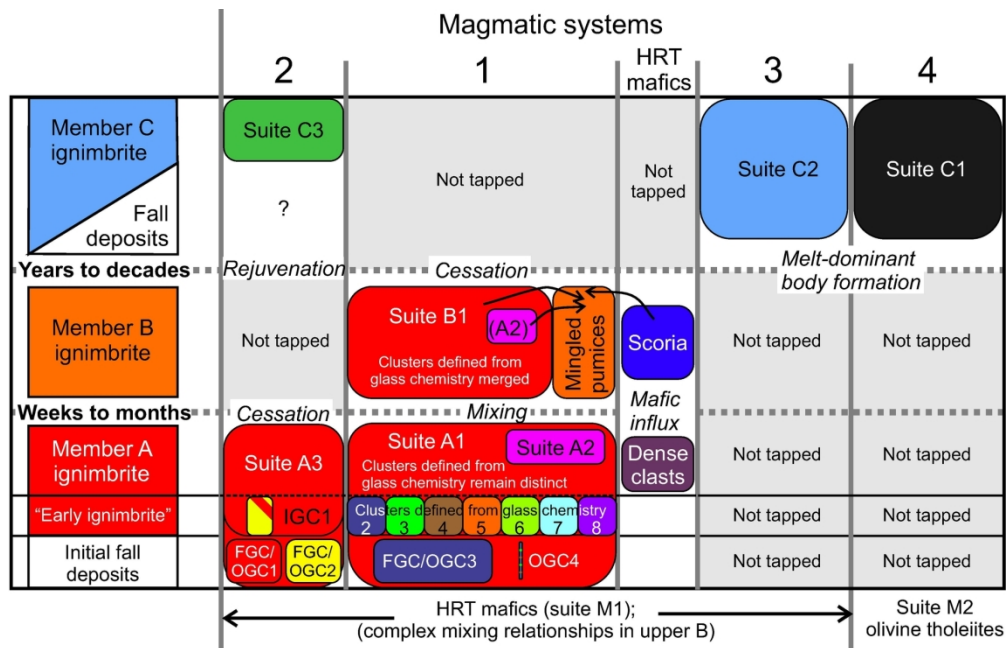 Magmatic systems
2
1
HRT
mafics
3
4
Member C
ignimbrite
Fall
deposits
Suite C3
?
Not tapped
Not
tapped
Suite C2
Suite C1
Years to decades
Rejuvenation
Cessation
Melt-dominant
body formation
Member B
ignimbrite
Not tapped
Suite B1
(A2)
Clusters defined from
glass chemistry merged
Mingled
pumices
Scoria
Not tapped
Not tapped
Weeks to months
Cessation
Mixing
Mafic
influx
Member A
ignimbrite
Suite A3
Suite A1
Suite A2
Clusters defined from
glass chemistry remain distinct
Dense
clasts
Not tapped
Not tapped
"Early ignimbrite"
IGC1
Clusters defined from glass chemistry
2 3 4 5 6 7 8
Not tapped
Not tapped
Initial fall
deposits
FGC/
OGC1
FGC/
OGC2
FGC/OGC3
OGC4
Not tapped
Not tapped
HRT mafics (suite M1);
(complex mixing relationships in upper B)
Suite M2
olivine tholeiites